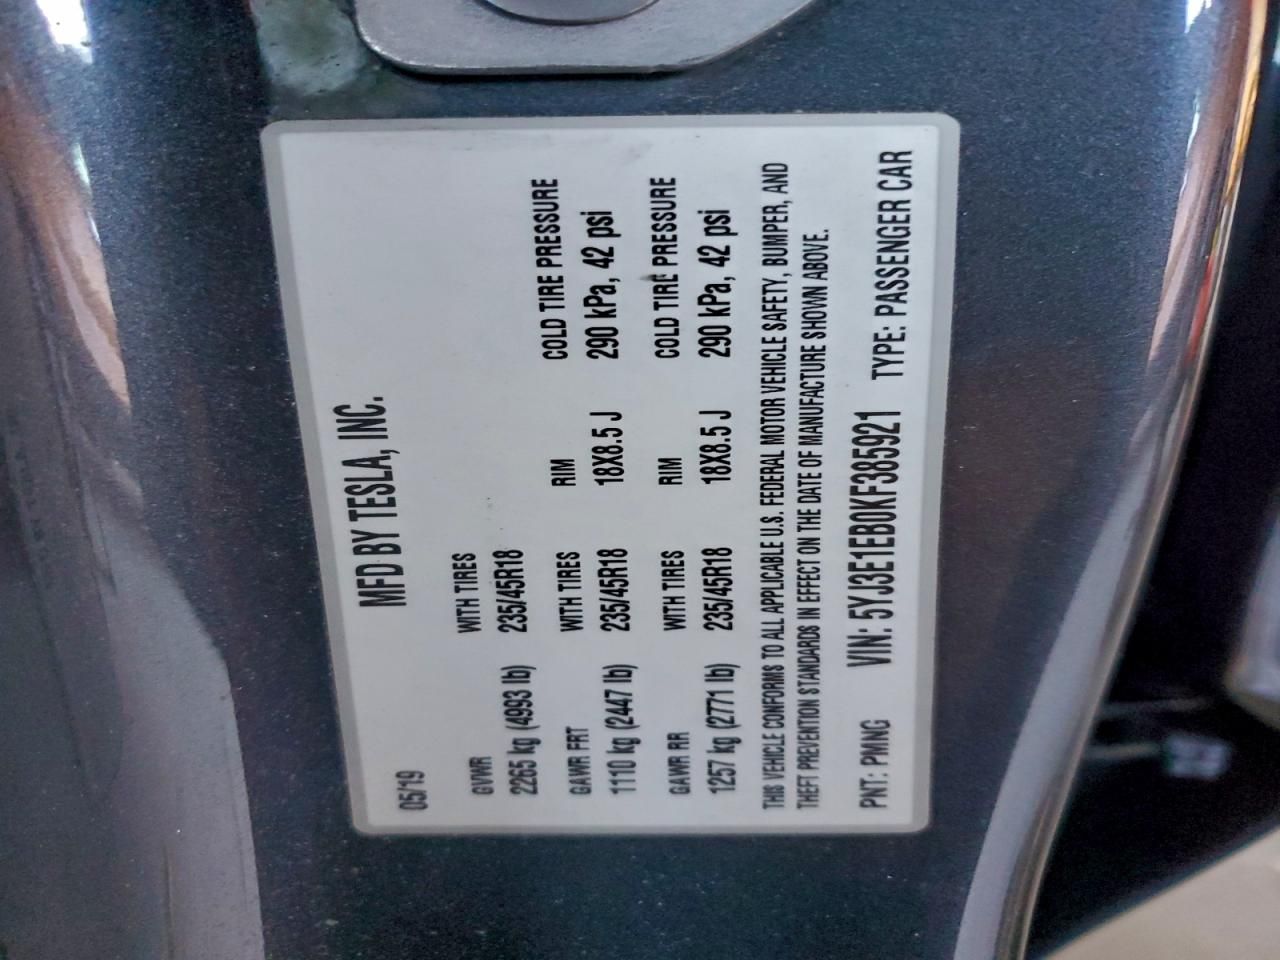 MFD BY TESLA, INC.
05/19
GVWR WITH TIRES
2265 kg (4993 lb) 235/45R18
GAWR FRT WITH TIRES RIM COLD TIRE PRESSURE
1110 kg (2447 lb) 235/45R18 18X8.5 J 290 kPa, 42 psi
GAWR RR WITH TIRES RIM COLD TIRE PRESSURE
1257 kg (2771 lb) 235/45R18 18X8.5 J 290 kPa, 42 psi
THIS VEHICLE CONFORMS TO ALL APPLICABLE U.S. FEDERAL MOTOR VEHICLE SAFETY, BUMPER, AND
THEFT PREVENTION STANDARDS IN EFFECT ON THE DATE OF MANUFACTURE SHOWN ABOVE.
PNT: PMNG VIN: 5YJ3E1EB0KF385921 TYPE: PASSENGER CAR